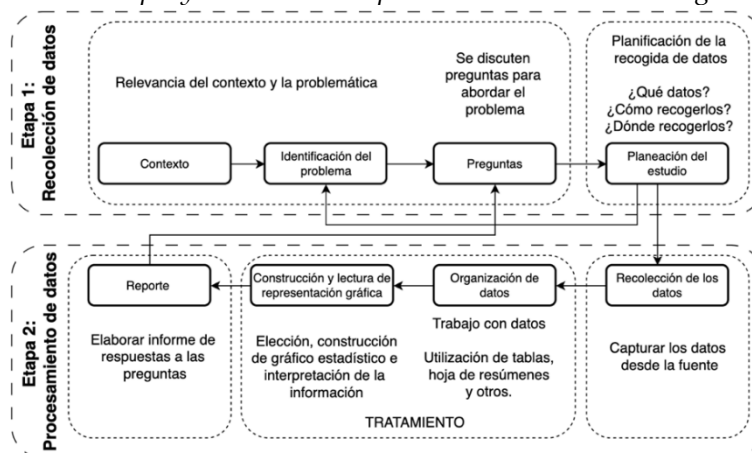 Etapa 1:
Recolección de datos
Relevancia del contexto y la problemática
Se discuten
preguntas para
abordar el
problema
Planificación de la
recogida de datos
¿Qué datos?
¿Cómo recogerlos?
¿Dónde recogerlos?
Contexto
Identificación del
problema
Preguntas
Planeación del
estudio
Etapa 2:
Procesamiento de datos
Reporte
Construcción y lectura de
representación gráfica
Organización de
datos
Recolección de los
datos
Elaborar informe de
respuestas a las
preguntas
Elección, construcción
de gráfico estadístico e
interpretación de la
información
Trabajo con datos
Utilización de tablas,
hoja de resúmenes
y otros.
Capturar los datos
desde la fuente
TRATAMIENTO